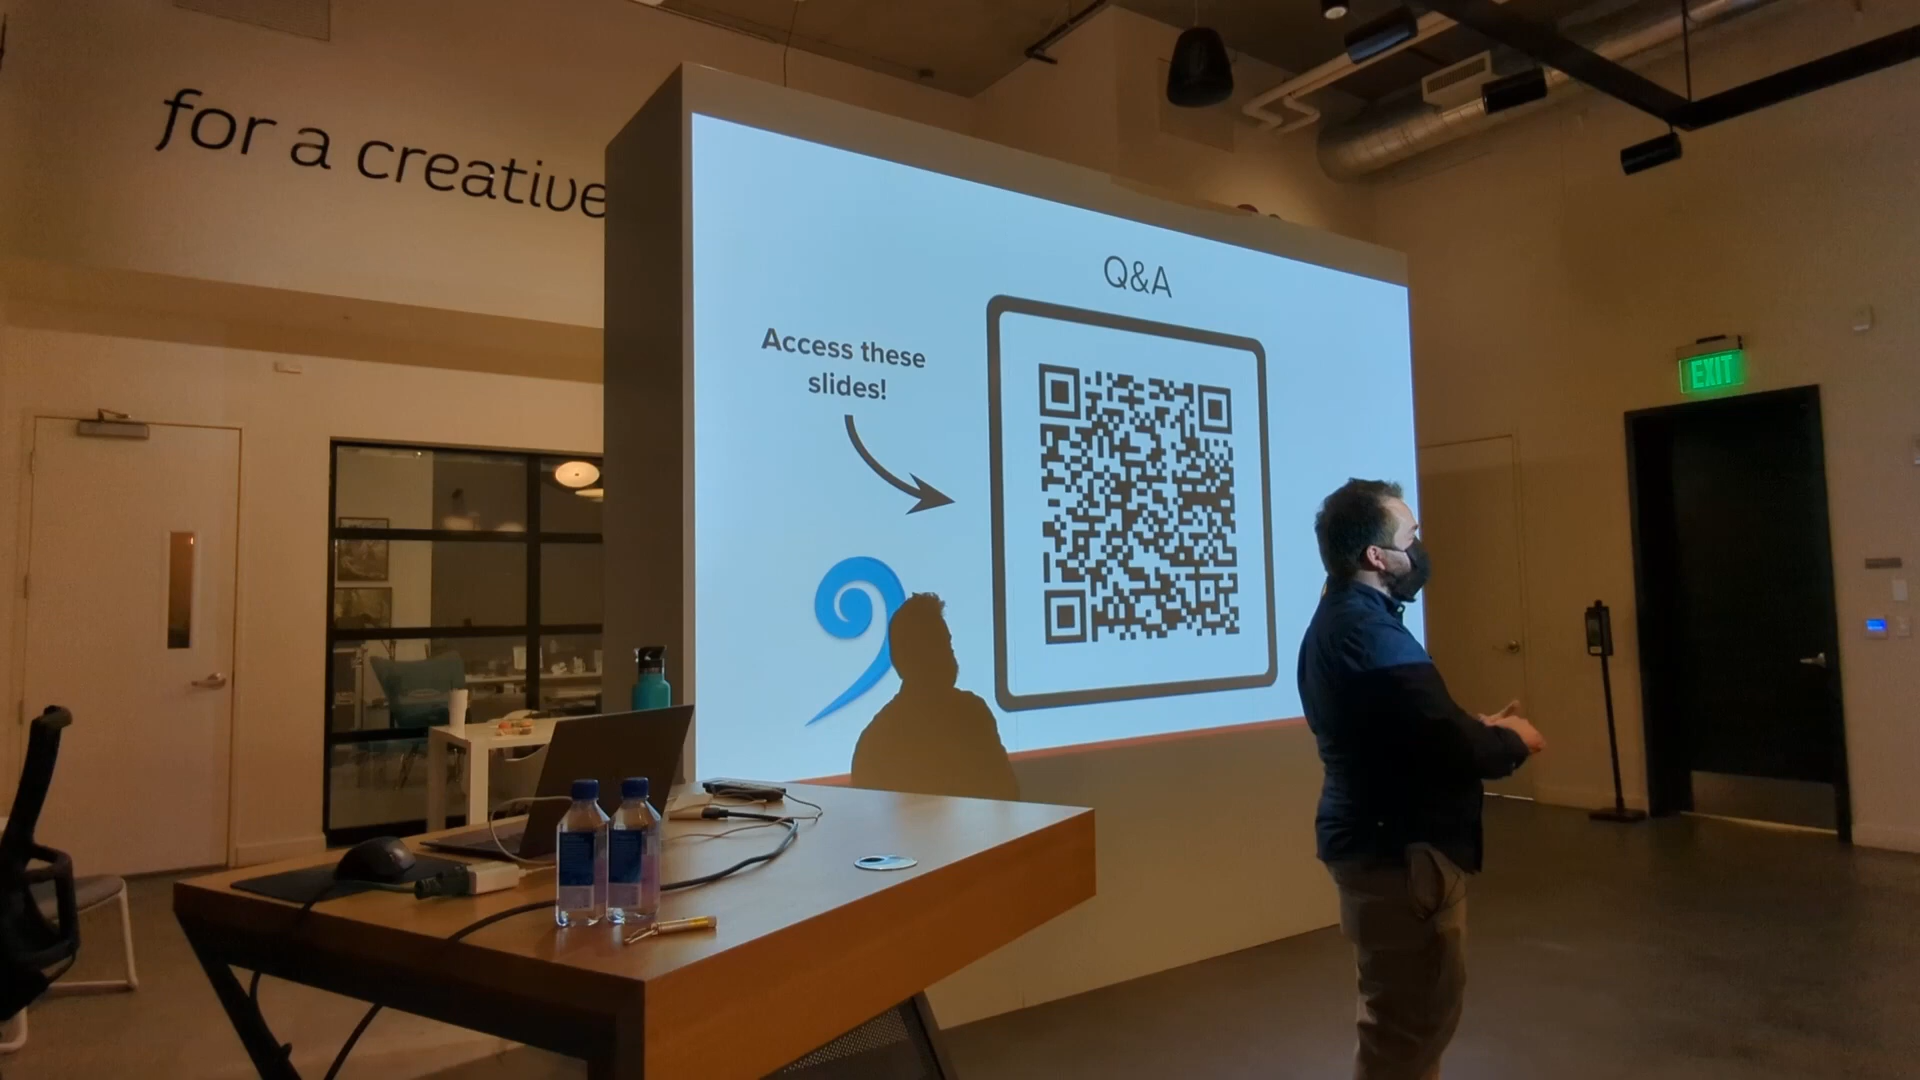 for a creative
Q&A
Access these
slides!
EXIT